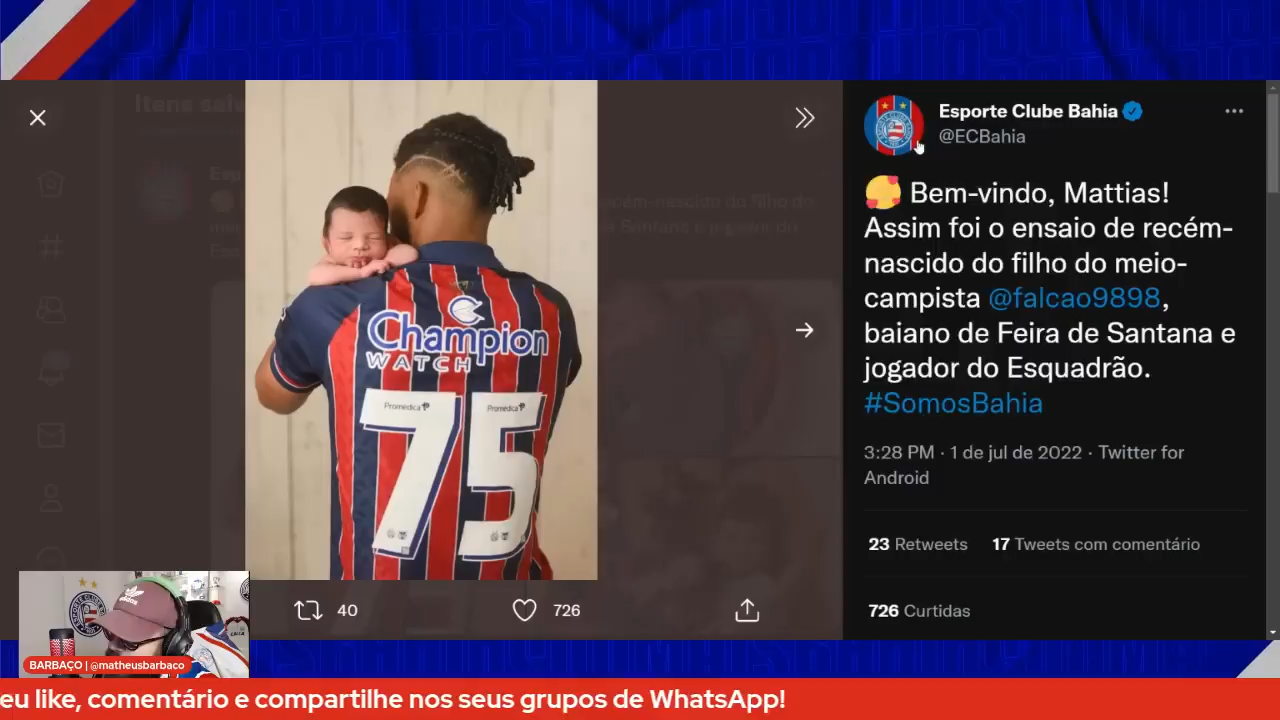 Esporte Clube Bahia
@ECBahia
🥰 Bem-vindo, Mattias!
Assim foi o ensaio de recém-
nascido do filho do meio-
campista @falcao9898,
baiano de Feira de Santana e
jogador do Esquadrão.
#SomosBahia
3:28 PM · 1 de jul de 2022 · Twitter for
Android
23 Retweets 17 Tweets com comentário
726 Curtidas
Champion
WATCH
Promedica Promedica
75
40 726
BARBAÇO | @matheusbarbaco
eu like, comentário e compartilhe nos seus grupos de WhatsApp!